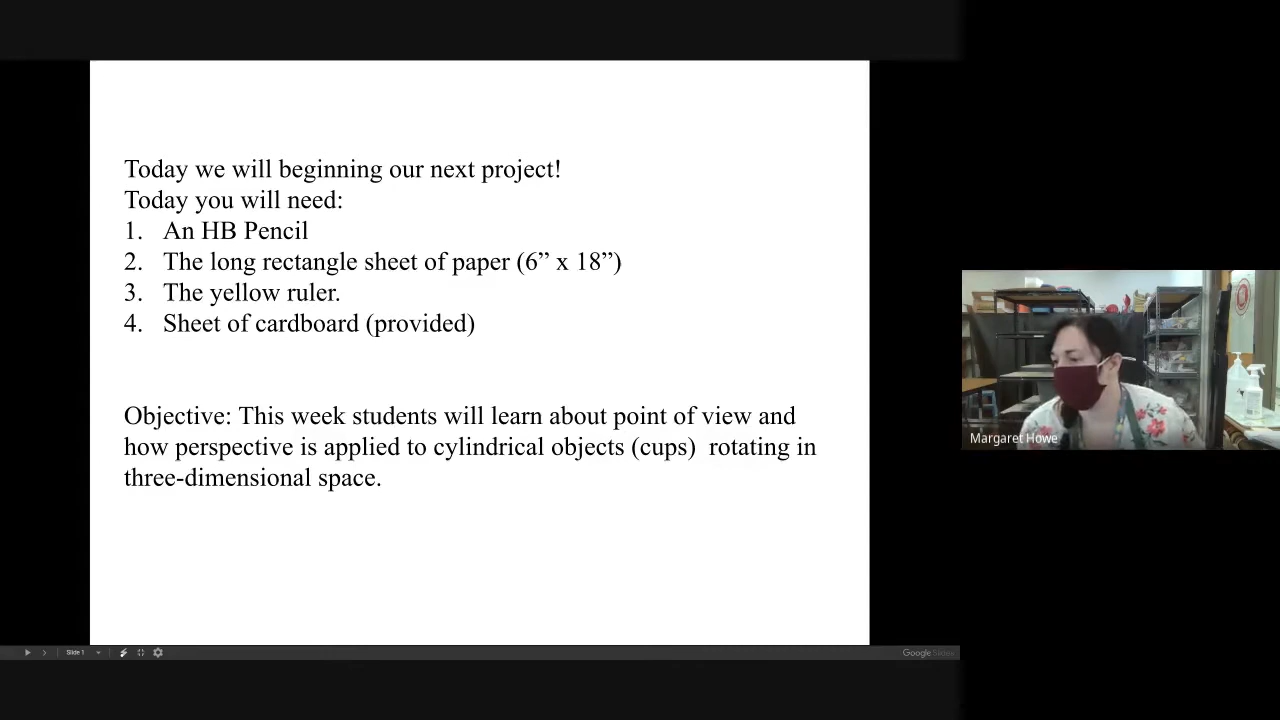 Today we will beginning our next project!
Today you will need:
1. An HB Pencil
2. The long rectangle sheet of paper (6” x 18”)
3. The yellow ruler.
4. Sheet of cardboard (provided)
Objective: This week students will learn about point of view and
how perspective is applied to cylindrical objects (cups)  rotating in
three-dimensional space.
Margaret Howe
Slide 1
Google Slides